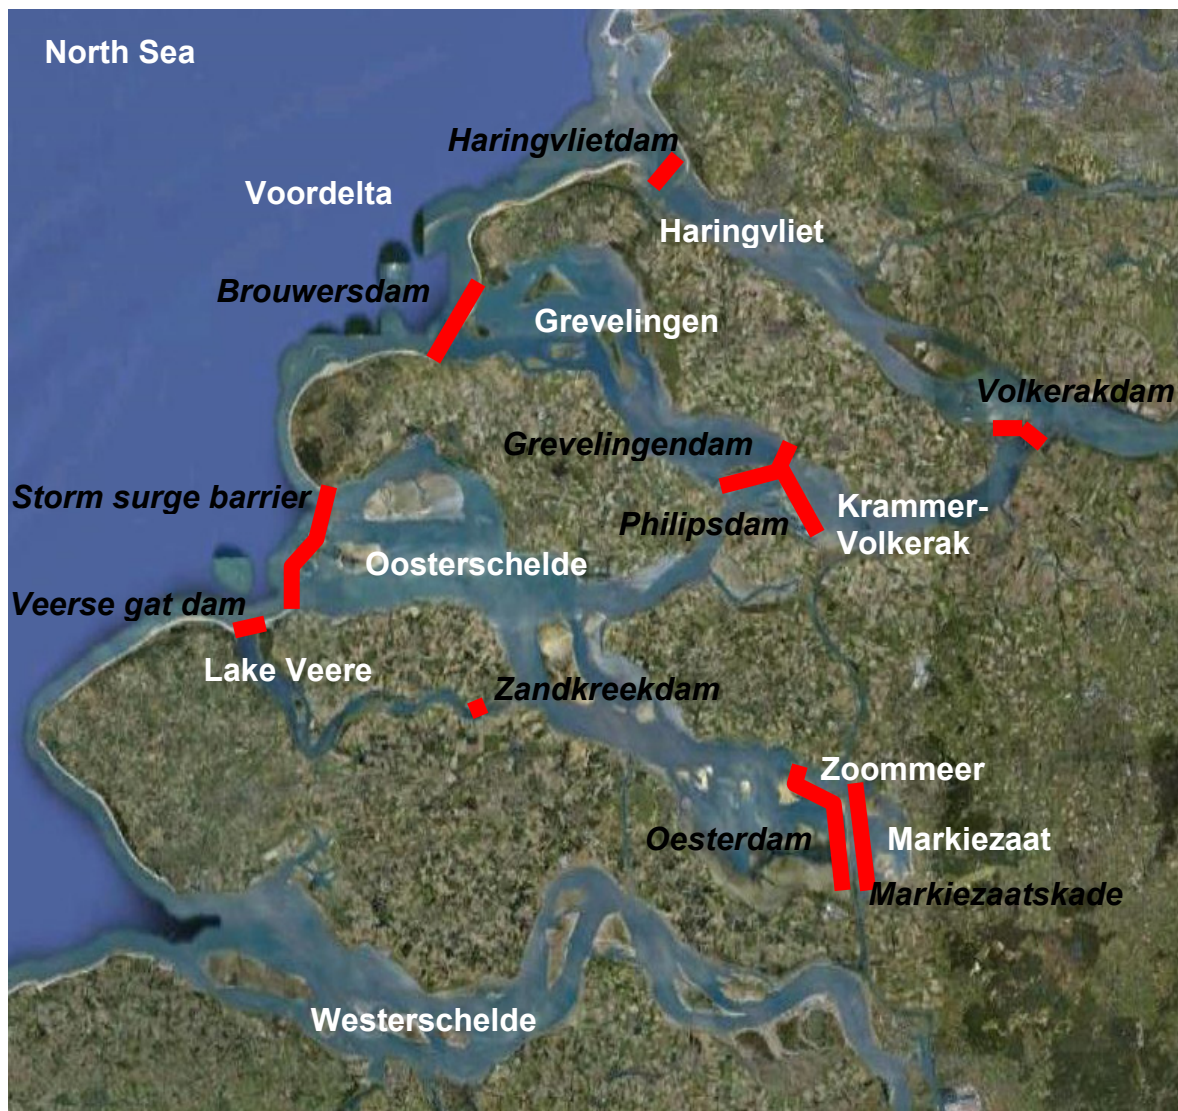 North Sea
Haringvlietdam
Voordelta
Haringvliet
Brouwersdam
Grevelingen
Volkerakdam
Grevelingendam
Storm surge barrier
Krammer-
Volkerak
Philipsdam
Oosterschelde
Veerse gat dam
Lake Veere
Zandkreekdam
Zoommeer
Oesterdam
Markiezaat
Markiezaatskade
Westerschelde